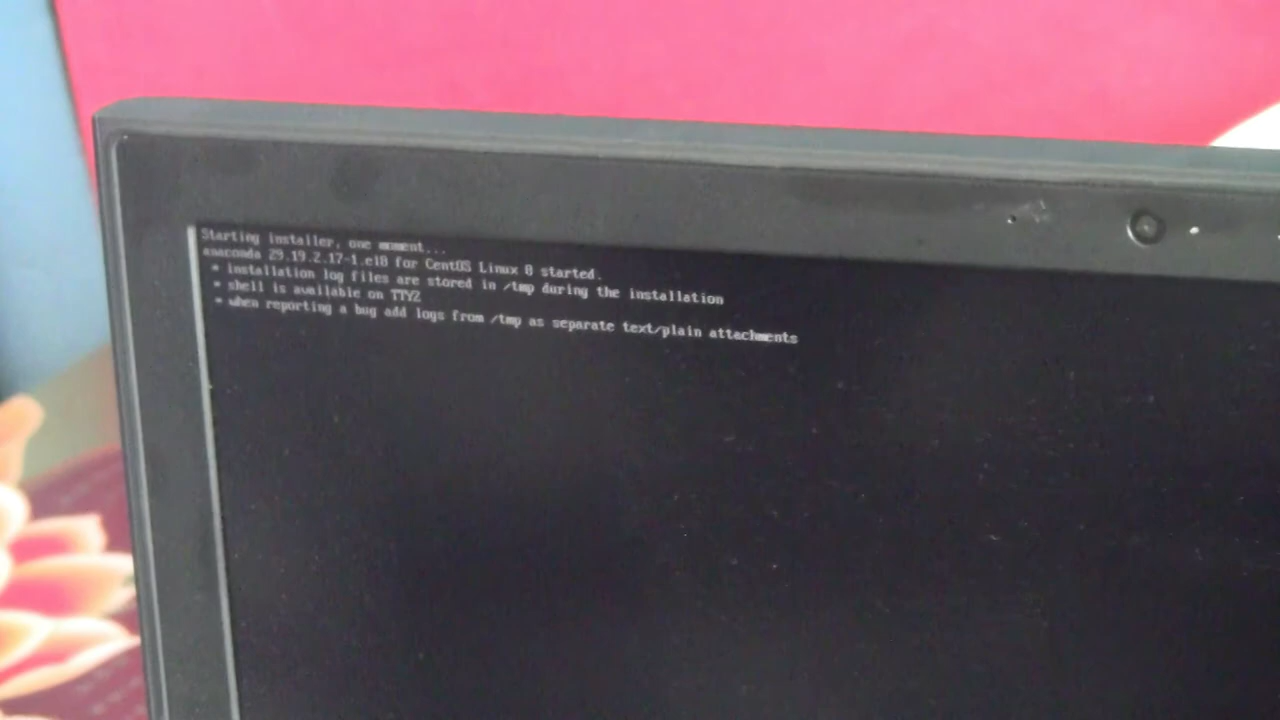 Starting installer, one moment...
anaconda 29.19.2.17-1.el8 for CentOS Linux 8 started.
* installation log files are stored in /tmp during the installation
* shell is available on TTY2
* when reporting a bug add logs from /tmp as separate text/plain attachments